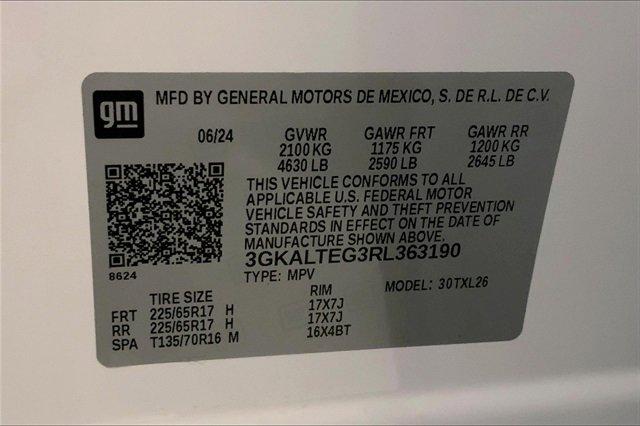 gm MFD BY GENERAL MOTORS DE MEXICO, S. DE R.L. DE C.V.
06/24 GVWR GAWR FRT GAWR RR
2100 KG 1175 KG 1200 KG
4630 LB 2590 LB 2645 LB
THIS VEHICLE CONFORMS TO ALL
APPLICABLE U.S. FEDERAL MOTOR
VEHICLE SAFETY AND THEFT PREVENTION
STANDARDS IN EFFECT ON THE DATE OF
MANUFACTURE SHOWN ABOVE.
3GKALTEG3RL363190
8624 TYPE: MPV MODEL: 30TXL26
TIRE SIZE RIM
FRT 225/65R17 H 17X7J
RR 225/65R17 H 17X7J
SPA T135/70R16 M 16X4BT